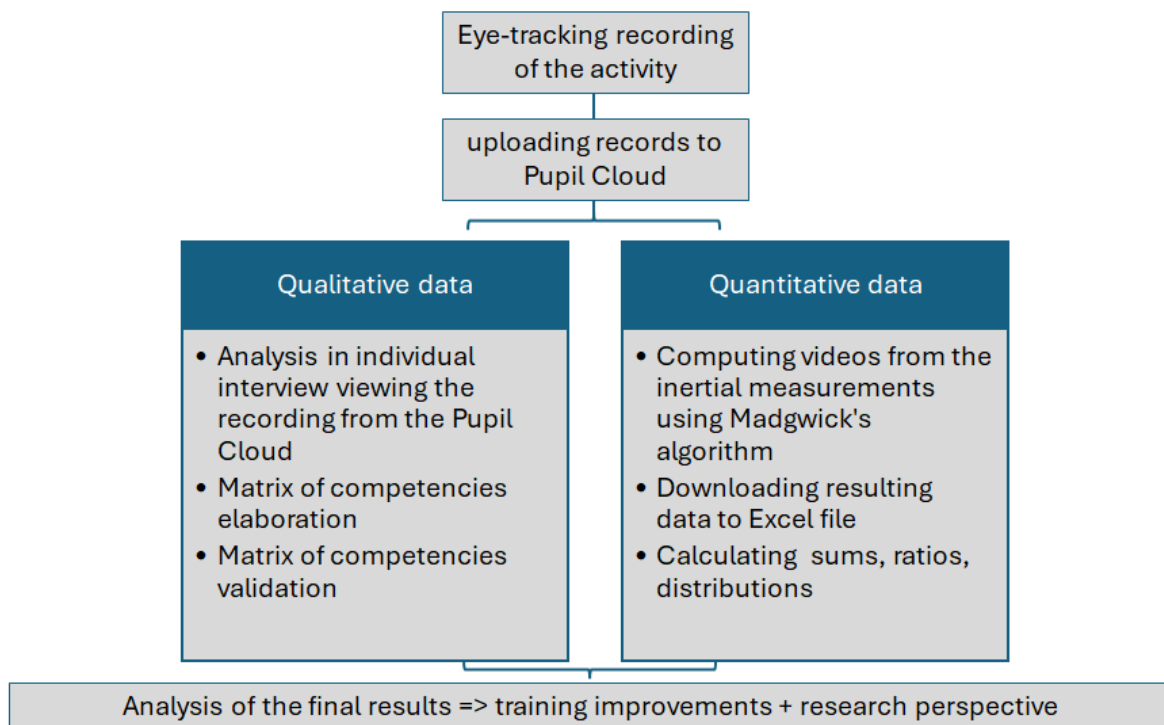 Eye-tracking recording
of the activity
uploading records to
Pupil Cloud
Qualitative data
• Analysis in individual
interview viewing the
recording from the Pupil
Cloud
• Matrix of competencies
elaboration
• Matrix of competencies
validation
Quantitative data
• Computing videos from the
inertial measurements
using Madgwick's
algorithm
• Downloading resulting
data to Excel file
• Calculating sums, ratios,
distributions
Analysis of the final results => training improvements + research perspective